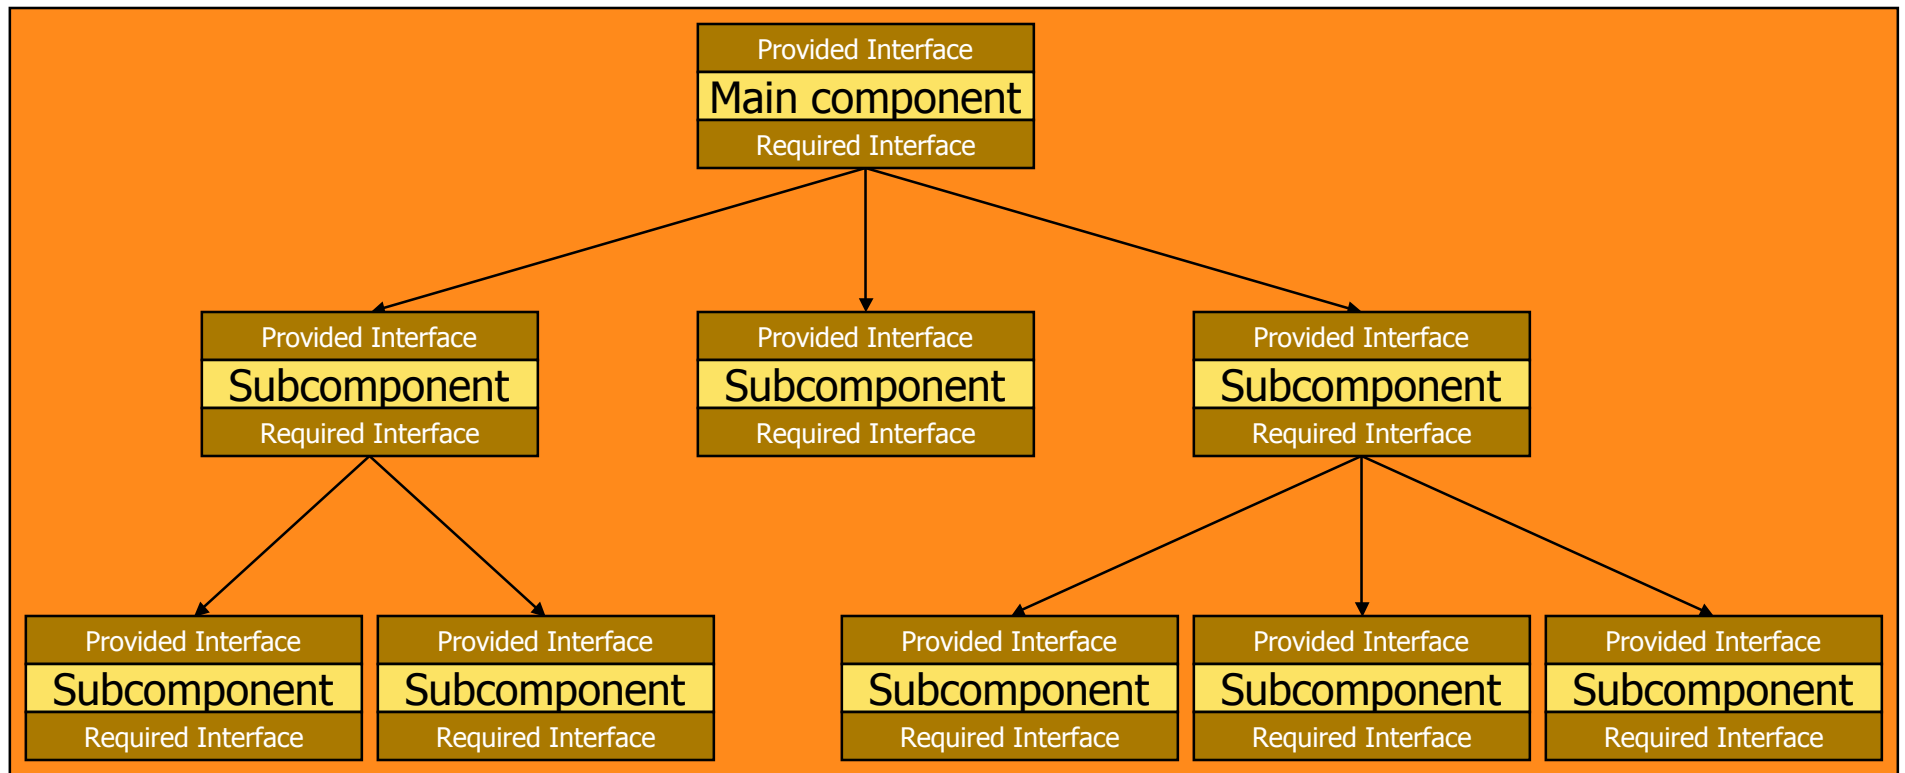 Provided Interface
Main component
Required Interface
Provided Interface
Subcomponent
Required Interface
Provided Interface
Subcomponent
Required Interface
Provided Interface
Subcomponent
Required Interface
Provided Interface
Subcomponent
Required Interface
Provided Interface
Subcomponent
Required Interface
Provided Interface
Subcomponent
Required Interface
Provided Interface
Subcomponent
Required Interface
Provided Interface
Subcomponent
Required Interface